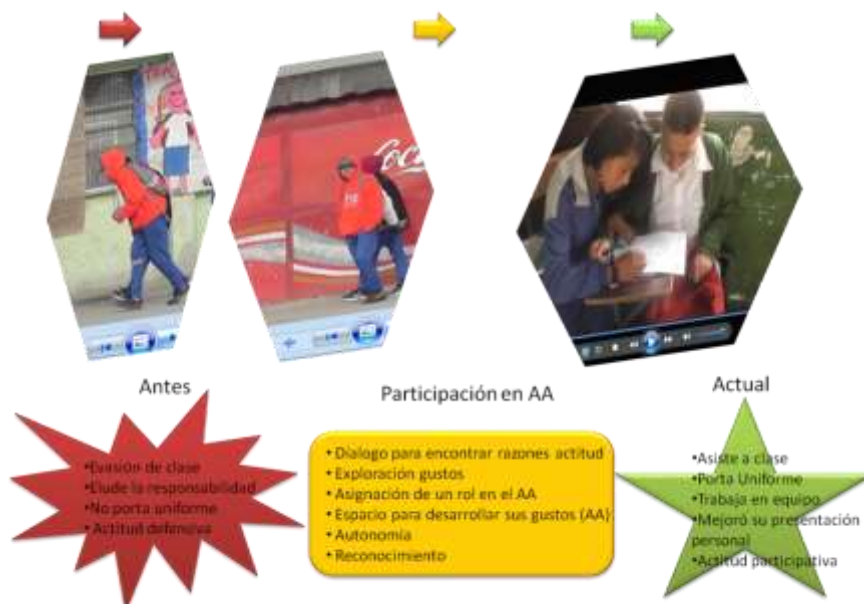 Coc
Antes
Participación en AA
Actual
•Evasión de clase
•Elude la responsabilidad
•No porta uniforme
• Actitud defensiva
• Dialogo para encontrar razones actitud
• Exploración gustos
• Asignación de un rol en el AA
• Espacio para desarrollar sus gustos (AA)
• Autonomía
• Reconocimiento
•Asiste a clase
•Porta Uniforme
•Trabaja en equipo
•Mejoró su presentación
personal
•Actitud participativa